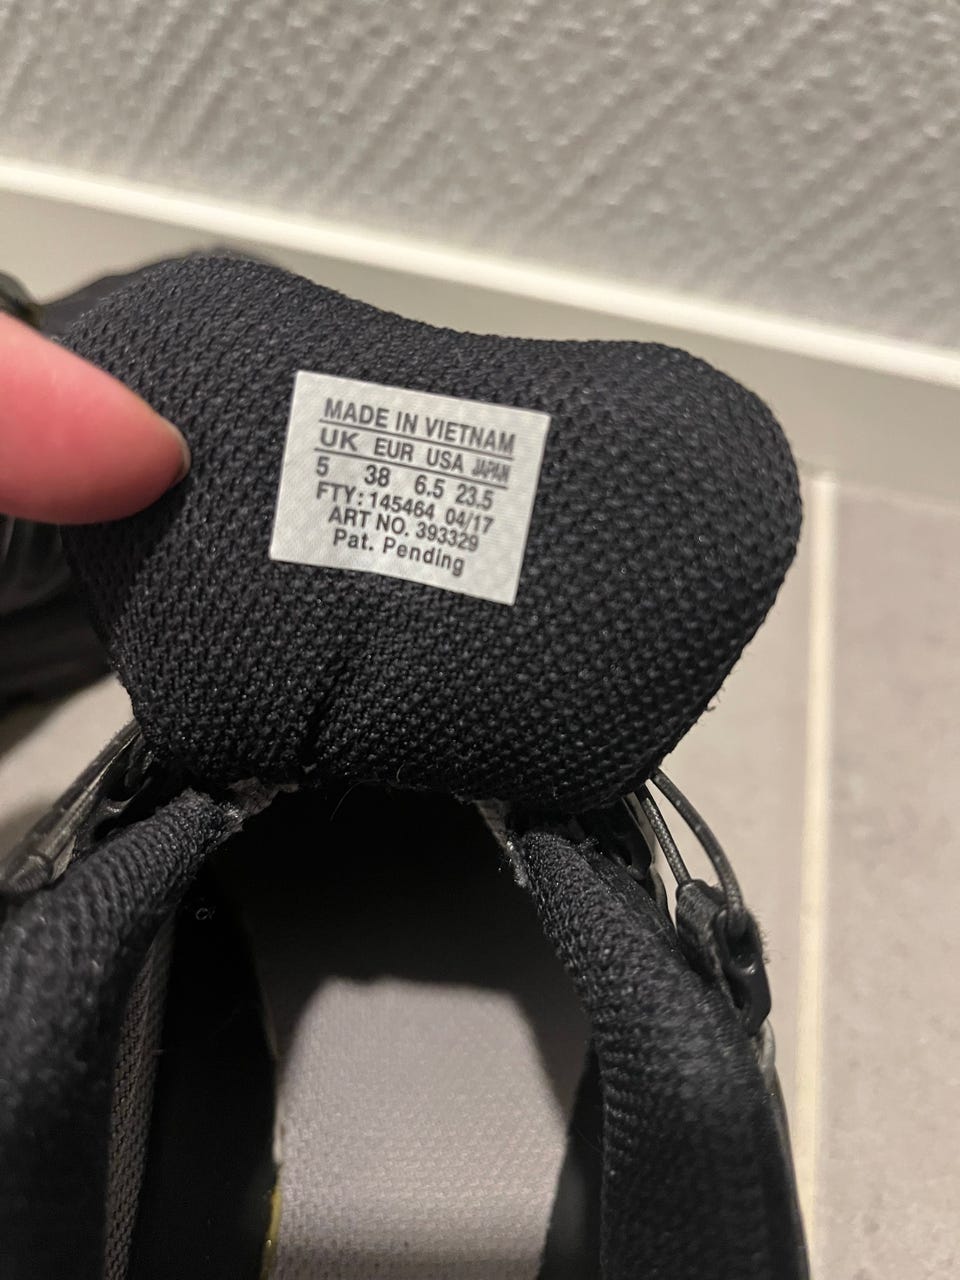 MADE IN VIETNAM
UK EUR USA JAPAN
5 38 6.5 23.5
FTY: 145464 04/17
ART NO. 393329
Pat. Pending